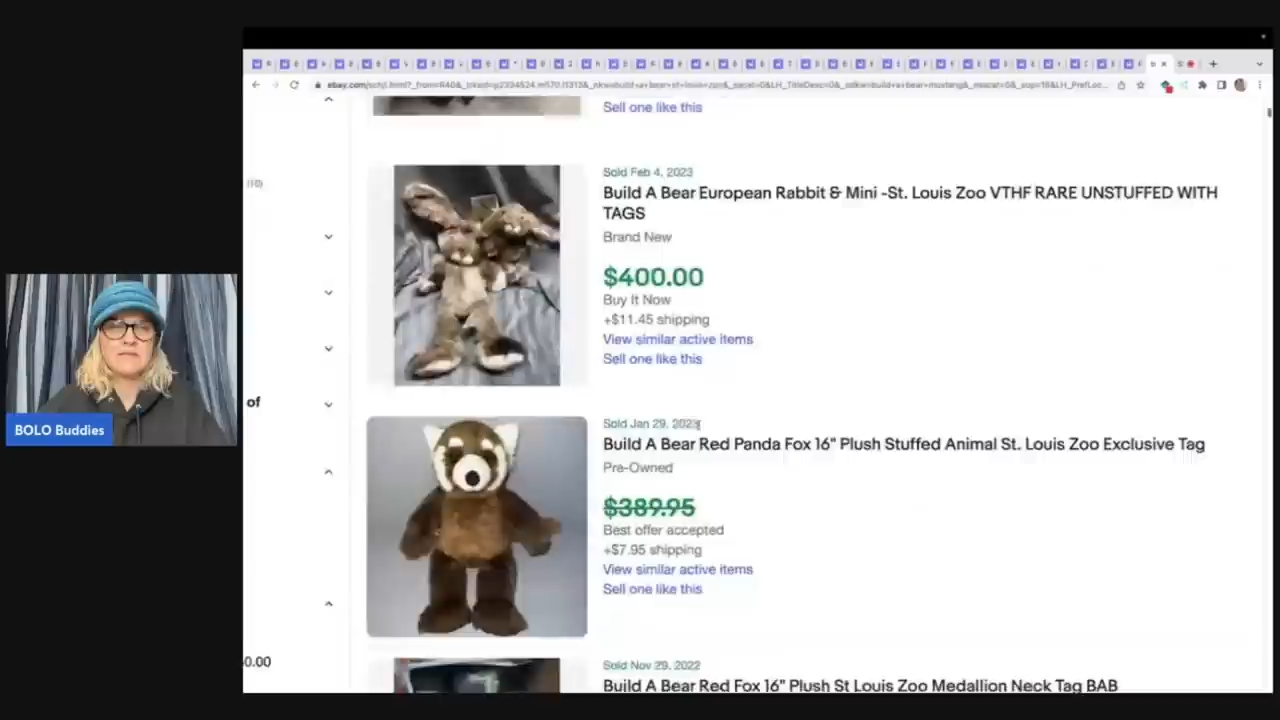 Sell one like this
Sold Feb 4, 2023
Build A Bear European Rabbit & Mini -St. Louis Zoo VTHF RARE UNSTUFFED WITH
TAGS
Brand New
$400.00
Buy It Now
+$11.45 shipping
View similar active items
Sell one like this
of
BOLO Buddies
Sold Jan 29, 2023
Build A Bear Red Panda Fox 16" Plush Stuffed Animal St. Louis Zoo Exclusive Tag
Pre-Owned
$389.95
Best offer accepted
+$7.95 shipping
View similar active items
Sell one like this
0.00
Sold Nov 29, 2022
Build A Bear Red Fox 16" Plush St Louis Zoo Medallion Neck Tag BAB